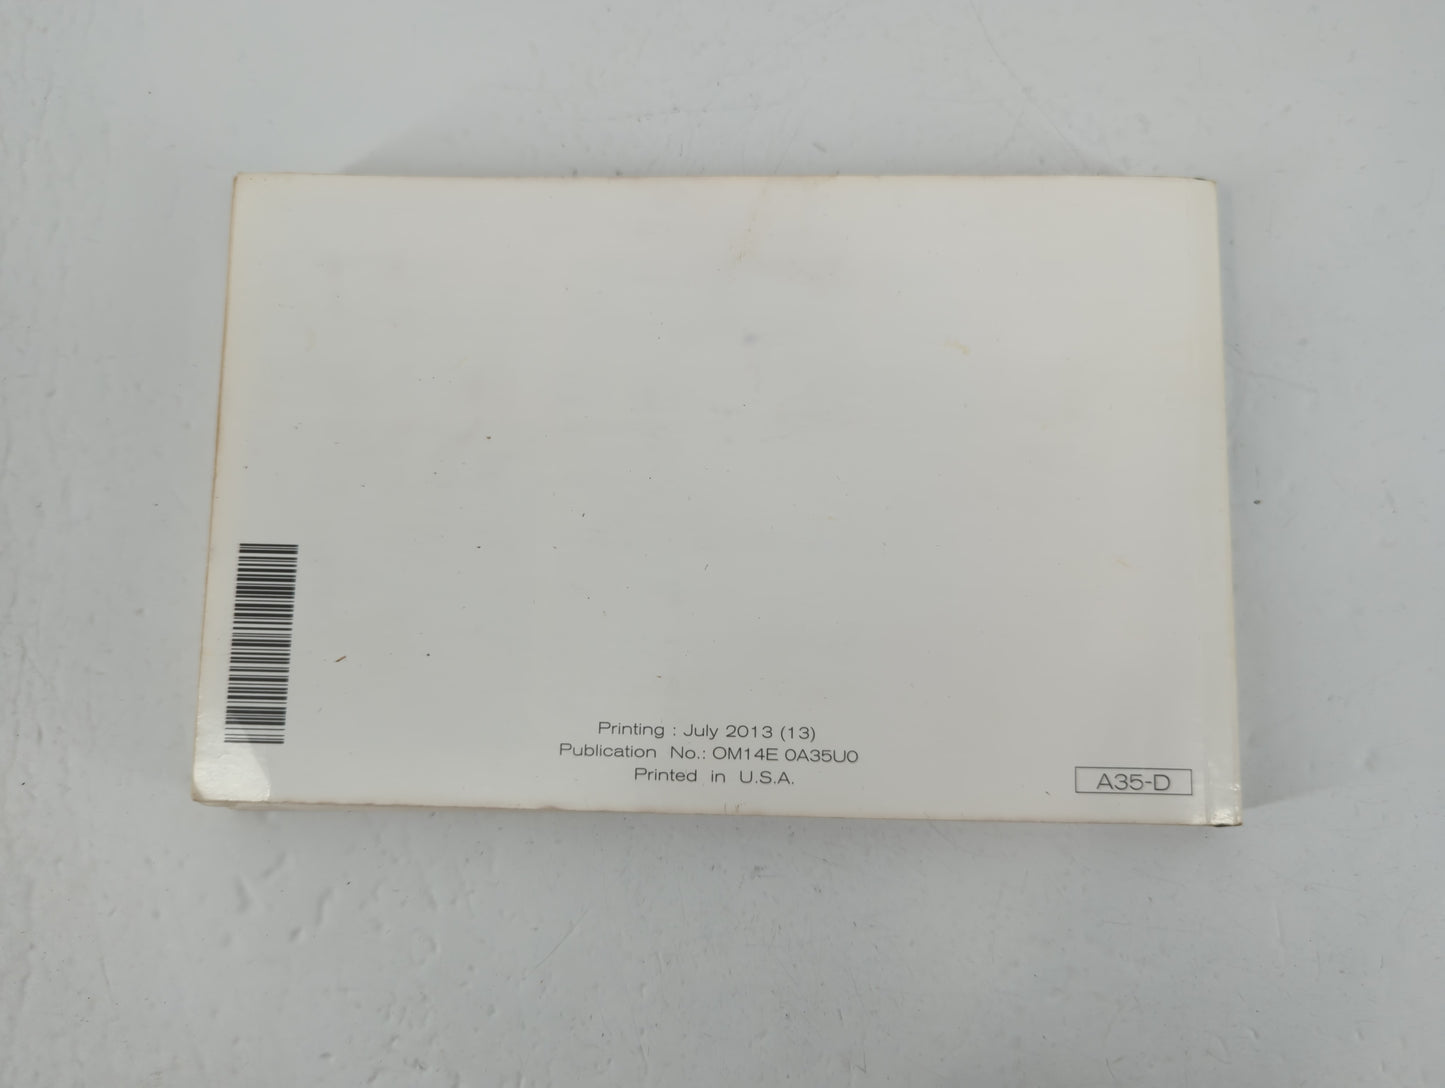 Printing : July 2013 (13)
Publication No.: OM14E 0A35U0
Printed in U.S.A.
A35-D